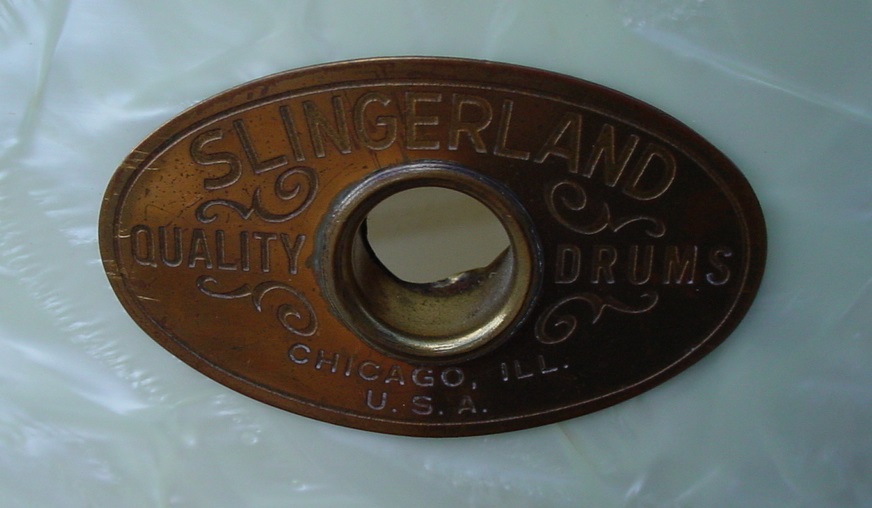 SLINGERLAND
QUALITY DRUMS
CHICAGO, ILL.
U.S.A.